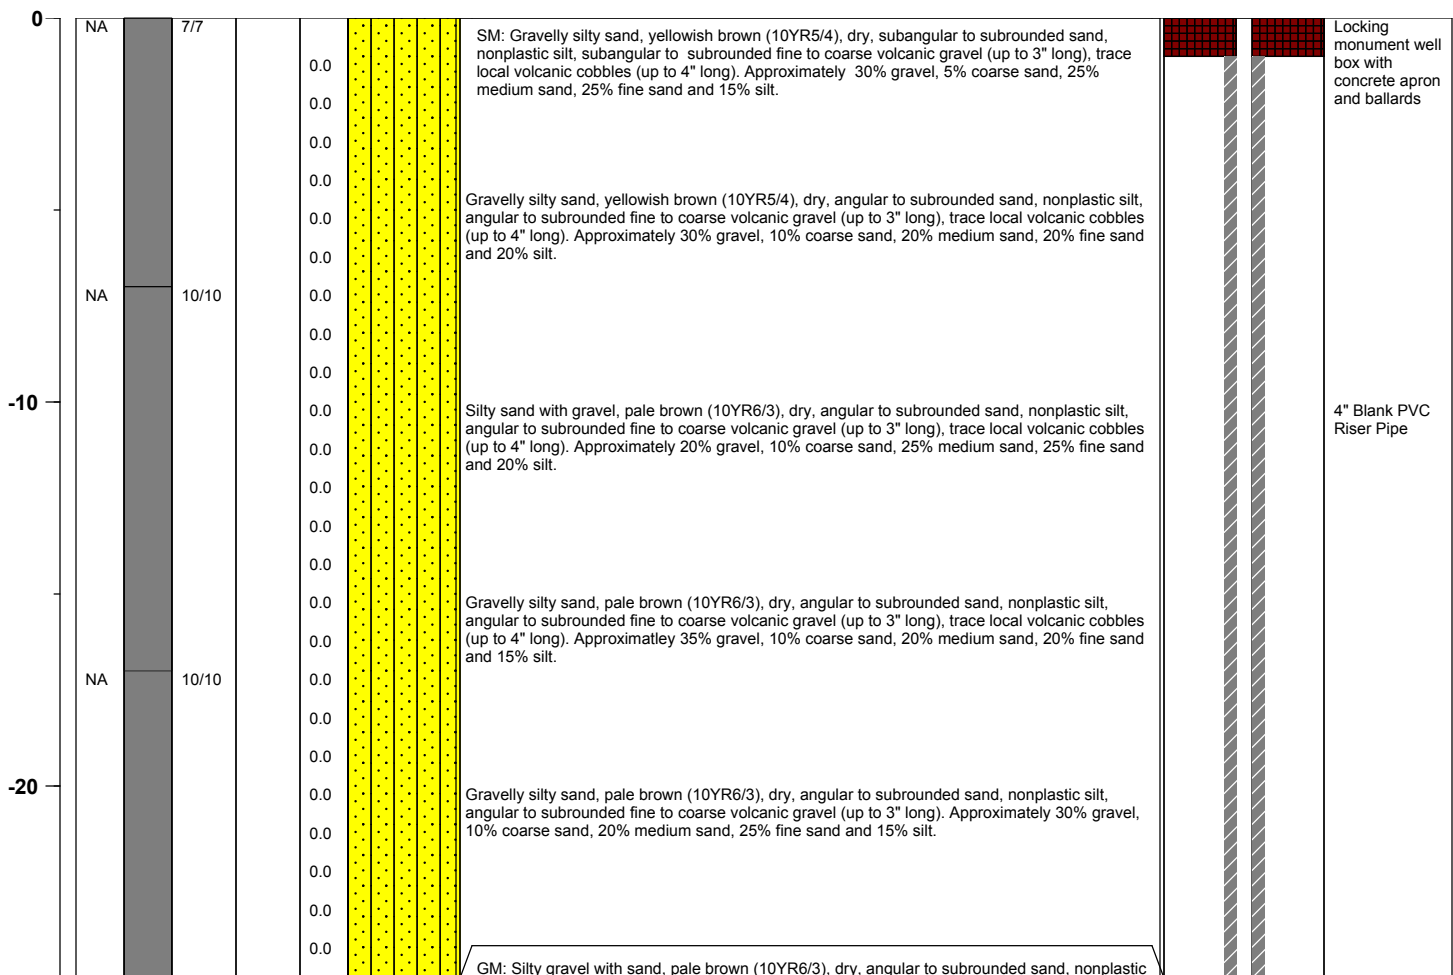 0
NA
7/7
SM: Gravelly silty sand, yellowish brown (10YR5/4), dry, subangular to subrounded sand,
nonplastic silt, subangular to subrounded fine to coarse volcanic gravel (up to 3" long), trace
local volcanic cobbles (up to 4" long). Approximately 30% gravel, 5% coarse sand, 25%
medium sand, 25% fine sand and 15% silt.
Locking
monument well
box with
concrete apron
and ballards
0.0
0.0
0.0
0.0
0.0
0.0
Gravelly silty sand, yellowish brown (10YR5/4), dry, angular to subrounded sand, nonplastic silt,
angular to subrounded fine to coarse volcanic gravel (up to 3" long), trace local volcanic cobbles
(up to 4" long). Approximately 30% gravel, 10% coarse sand, 20% medium sand, 20% fine sand
and 20% silt.
NA
10/10
0.0
0.0
0.0
-10
0.0
Silty sand with gravel, pale brown (10YR6/3), dry, angular to subrounded sand, nonplastic silt,
angular to subrounded fine to coarse volcanic gravel (up to 3" long), trace local volcanic cobbles
(up to 4" long). Approximately 20% gravel, 10% coarse sand, 25% medium sand, 25% fine sand
and 20% silt.
4" Blank PVC
Riser Pipe
0.0
0.0
0.0
0.0
0.0
Gravelly silty sand, pale brown (10YR6/3), dry, angular to subrounded sand, nonplastic silt,
angular to subrounded fine to coarse volcanic gravel (up to 3" long), trace local volcanic cobbles
(up to 4" long). Approximatley 35% gravel, 10% coarse sand, 20% medium sand, 20% fine sand
and 15% silt.
0.0
NA
10/10
0.0
0.0
0.0
-20
0.0
Gravelly silty sand, pale brown (10YR6/3), dry, angular to subrounded sand, nonplastic silt,
angular to subrounded fine to coarse volcanic gravel (up to 3" long). Approximately 30% gravel,
10% coarse sand, 20% medium sand, 25% fine sand and 15% silt.
0.0
0.0
0.0
0.0
GM: Silty gravel with sand, pale brown (10YR6/3), dry, angular to subrounded sand, nonplastic